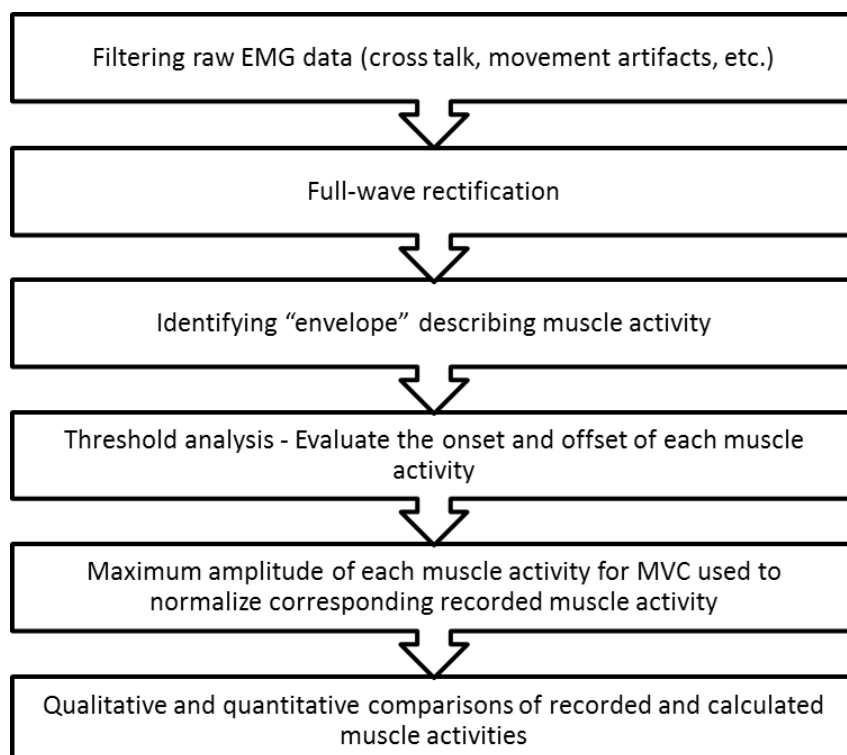 Filtering raw EMG data (cross talk, movement artifacts, etc.)
Full-wave rectification
Identifying “envelope” describing muscle activity
Threshold analysis - Evaluate the onset and offset of each muscle
activity
Maximum amplitude of each muscle activity for MVC used to
normalize corresponding recorded muscle activity
Qualitative and quantitative comparisons of recorded and calculated
muscle activities